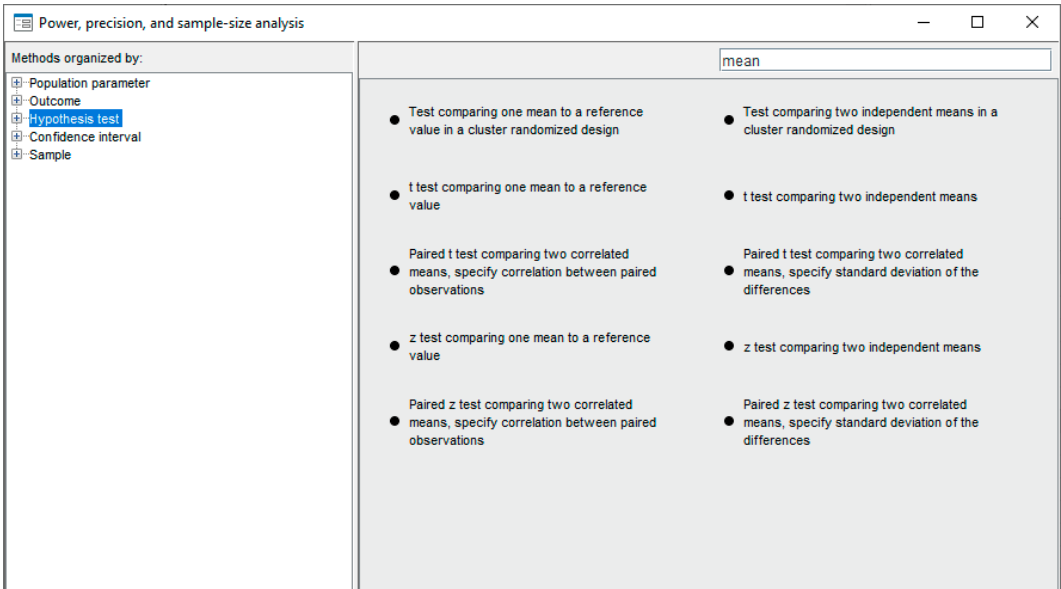 Power, precision, and sample-size analysis
Methods organized by:
mean
Population parameter
Outcome
Hypothesis test
Confidence interval
Sample
Test comparing one mean to a reference
value in a cluster randomized design
Test comparing two independent means in a
cluster randomized design
t test comparing one mean to a reference
value
t test comparing two independent means
Paired t test comparing two correlated
means, specify correlation between paired
observations
Paired t test comparing two correlated
means, specify standard deviation of the
differences
z test comparing one mean to a reference
value
z test comparing two independent means
Paired z test comparing two correlated
means, specify correlation between paired
observations
Paired z test comparing two correlated
means, specify standard deviation of the
differences